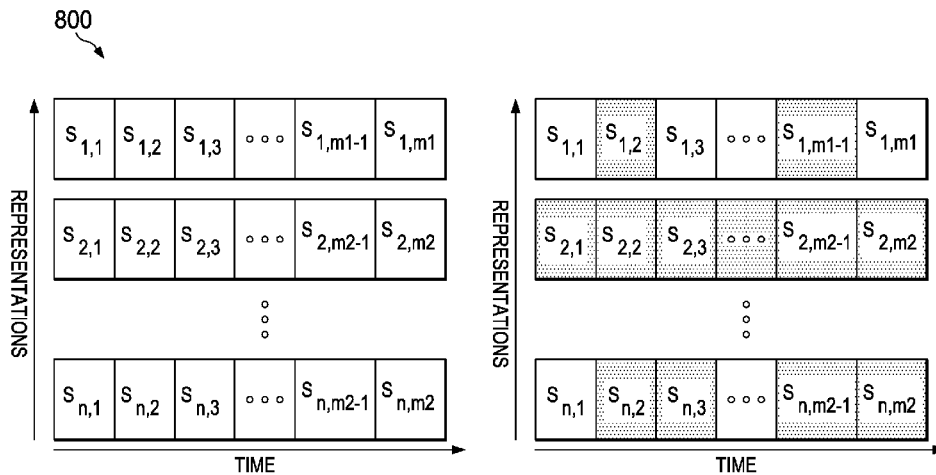 800
REPRESENTATIONS
S1,1 S1,2 S1,3 ○○○ S1,m1-1 S1,m1
S2,1 S2,2 S2,3 ○○○ S2,m2-1 S2,m2
Sn,1 Sn,2 Sn,3 ○○○ Sn,m2-1 Sn,m2
TIME
REPRESENTATIONS
S1,1 S1,2 S1,3 ○○○ S1,m1-1 S1,m1
S2,1 S2,2 S2,3 ○○○ S2,m2-1 S2,m2
Sn,1 Sn,2 Sn,3 ○○○ Sn,m2-1 Sn,m2
TIME